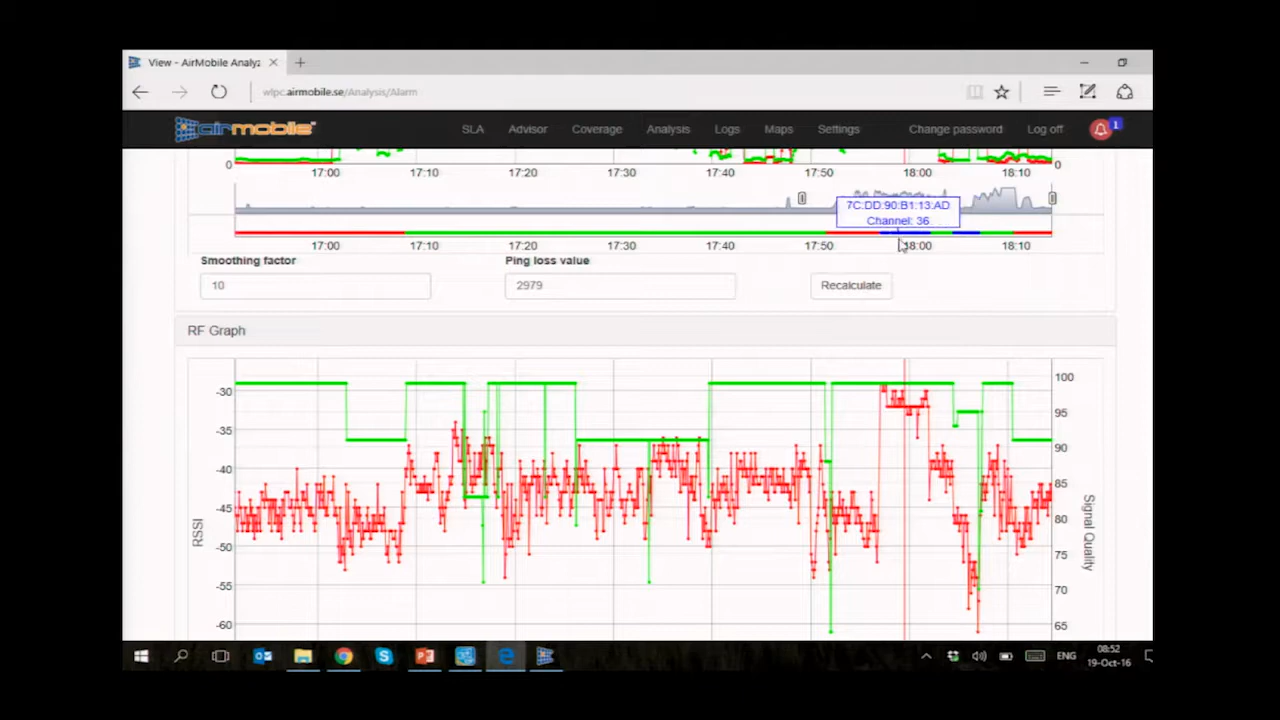 View - AirMobile Analyz
wlpc.airmobile.se/Analysis/Alarm
airmobile
SLA Advisor Coverage Analysis Logs Maps Settings Change password Log off 1
0 0
17:00 17:10 17:20 17:30 17:40 17:50 18:00 18:10
7C:DD:90:B1:13:AD
Channel: 36
17:00 17:10 17:20 17:30 17:40 17:50 18:00 18:10
Smoothing factor Ping loss value
10 2979 Recalculate
RF Graph
-30 100
-35 95
-40 90
-45 85
-50 80
-55 75
-60 70
65
RSSI
Signal Quality
ENG
08:52
19-Oct-16